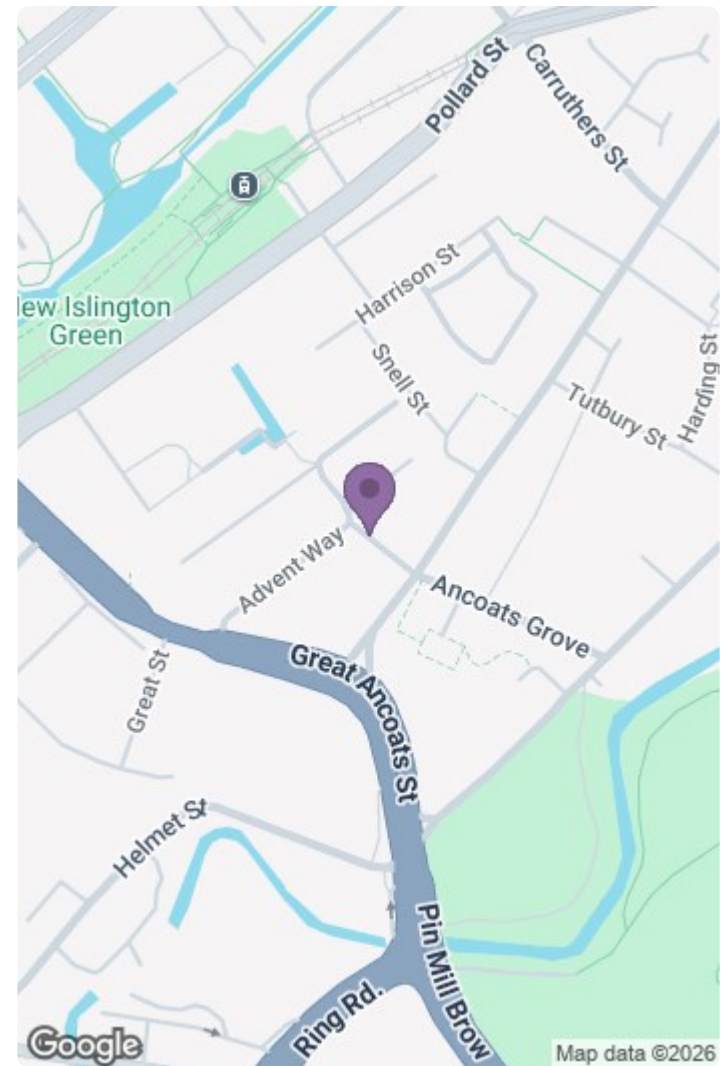 Pollard St
Carruthers St
Harrison St
New Islington
Green
Snell St
Harding St
Tutbury St
Advent Way
Ancoats Grove
Great Ancoats St
Great St
Helmet St
Pin Mill Brow
Ring Rd.
Google
Map data ©2026